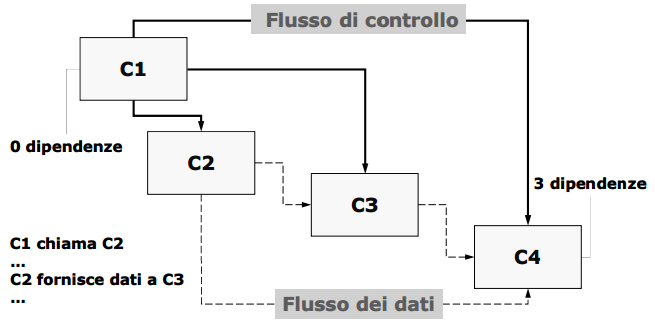 Flusso di controllo
C1
0 dipendenze
C2
3 dipendenze
C3
C1 chiama C2
...
C4
C2 fornisce dati a C3
...
Flusso dei dati